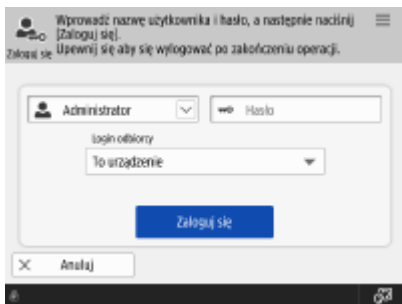 Wprowadź nazwę użytkownika i hasło, a następnie naciśnij
[Zaloguj się].
Upewnij się aby się wylogować po zakończeniu operacji.
Zaloguj się
Administrator
Hasło
Login odbiorcy
To urządzenie
Zaloguj się
Anuluj